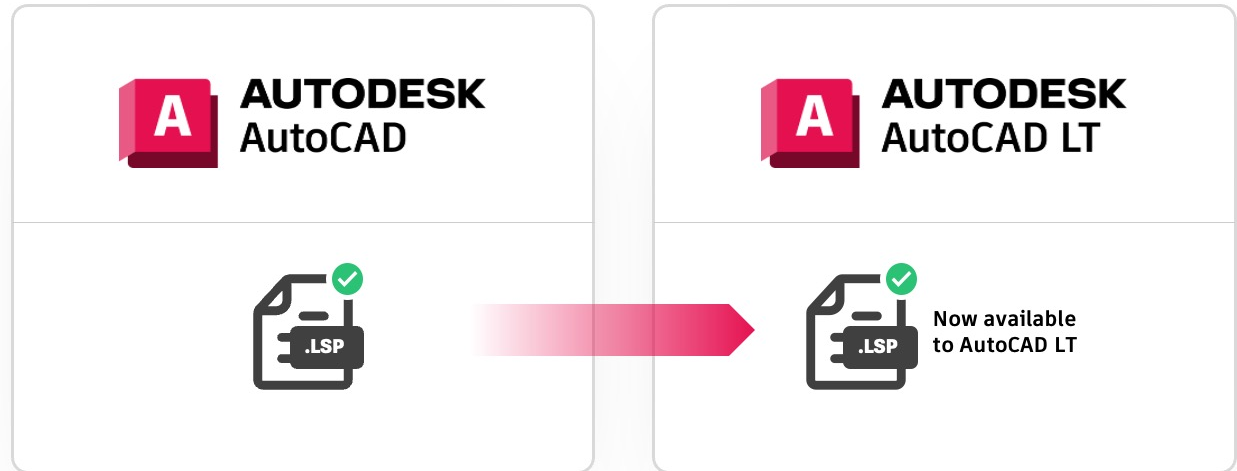 A
AUTODESK
AutoCAD
A
AUTODESK
AutoCAD LT
.LSP
.LSP
Now available
to AutoCAD LT